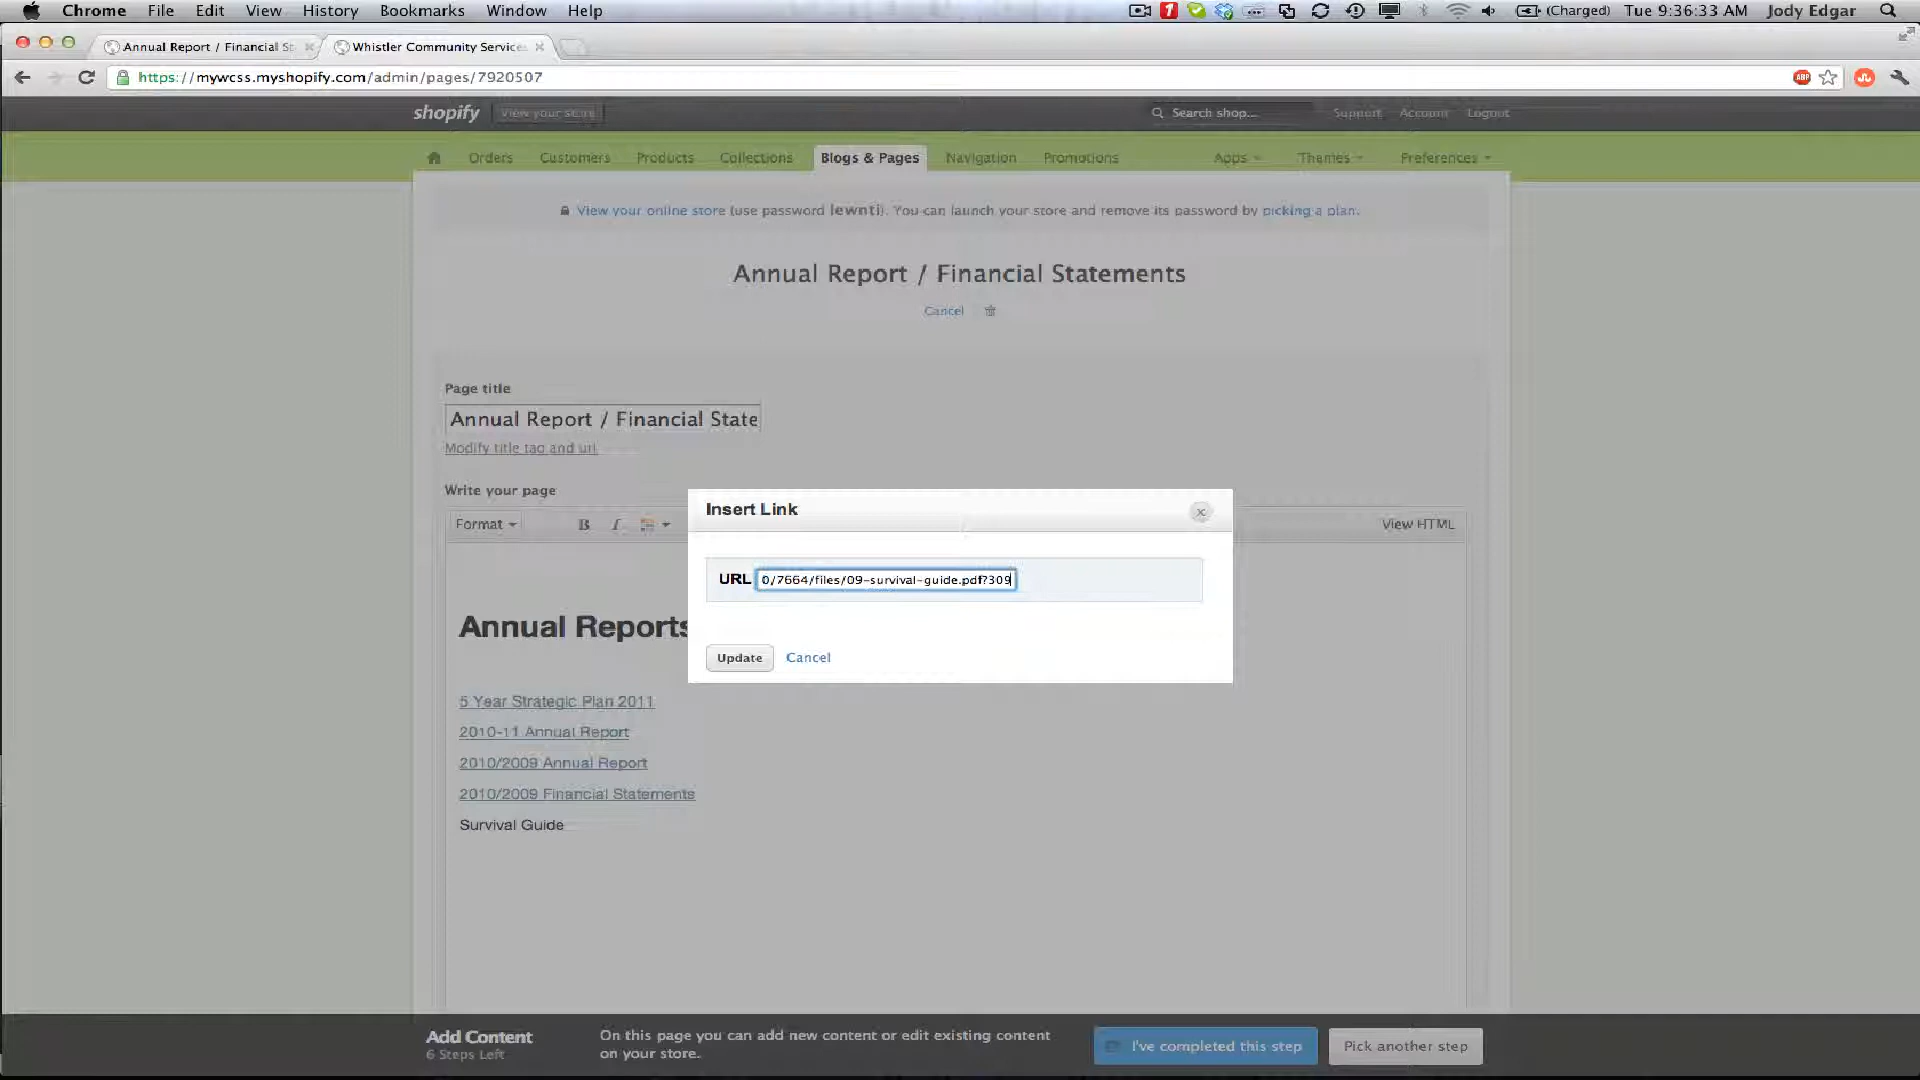 Chrome File Edit View History Bookmarks Window Help 1 (Charged) Tue 9:36:33 AM Jody Edgar
Annual Report / Financial St Whistler Community Services
https://mywcss.myshopify.com/admin/pages/7920507 ABP
shopify View your store Search shop... Support Account Logout
Orders Customers Products Collections Blogs & Pages Navigation Promotions Apps Themes Preferences
View your online store (use password lewnti). You can launch your store and remove its password by picking a plan.
Annual Report / Financial Statements
Cancel
Page title
Annual Report / Financial State
Modify title tag and url
Write your page
Format B I View HTML
Insert Link
URL 0/7664/files/09-survival-guide.pdf?309
Update Cancel
Annual Reports
5 Year Strategic Plan 2011
2010-11 Annual Report
2010/2009 Annual Report
2010/2009 Financial Statements
Survival Guide
Add Content
6 Steps Left
On this page you can add new content or edit existing content
on your store.
I've completed this step
Pick another step